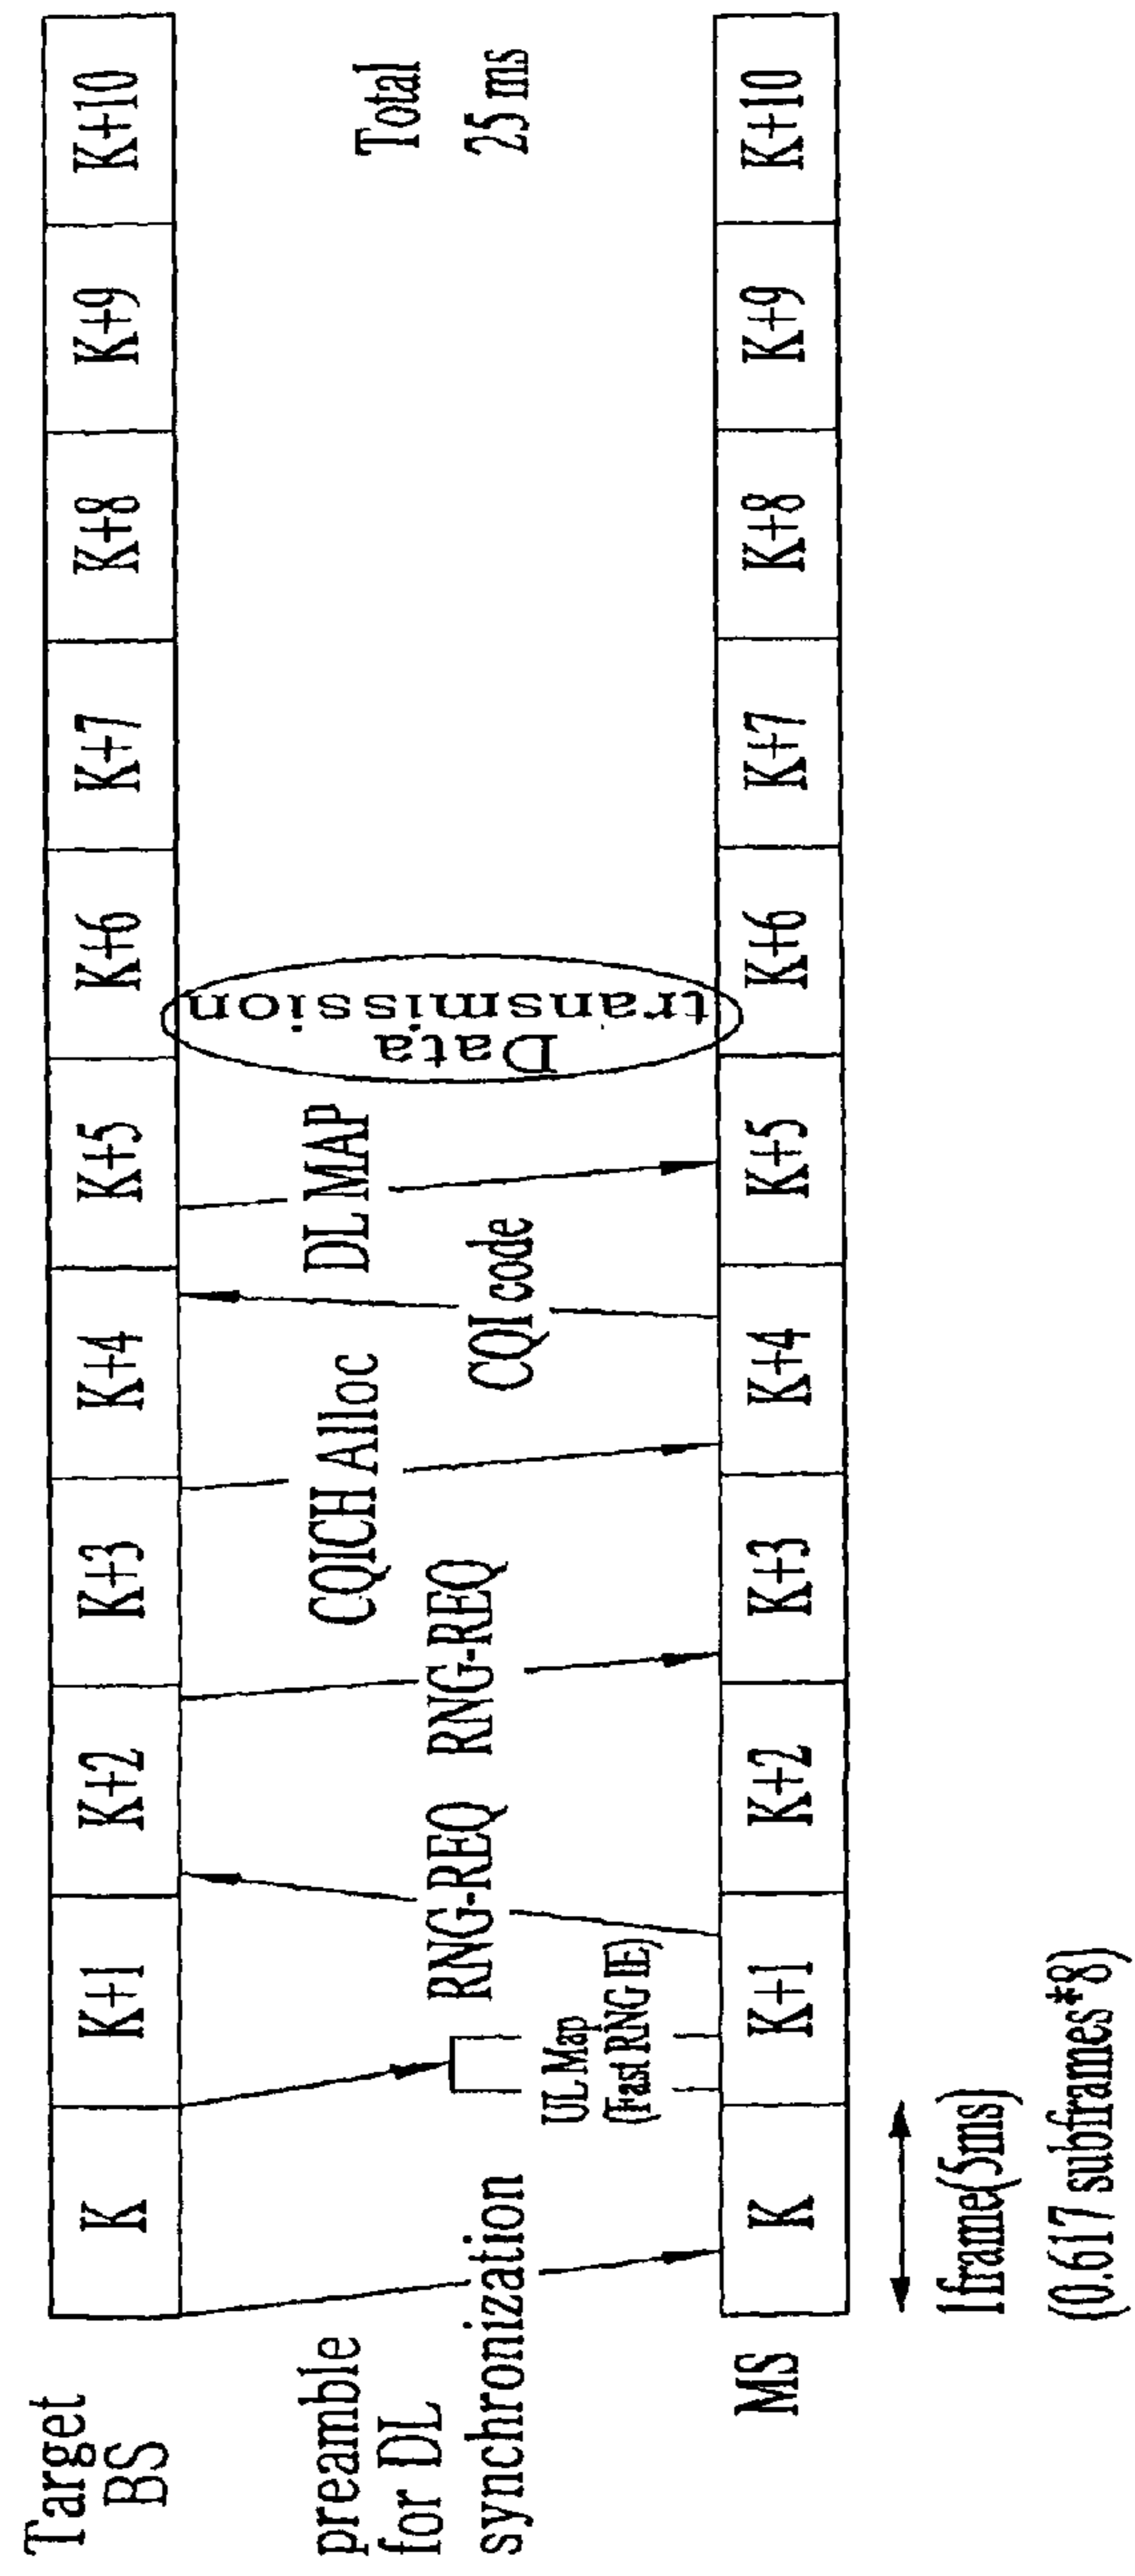 Target
BS
K
K+1
K+2
K+3
K+4
K+5
K+6
K+7
K+8
K+9
K+10
preamble
for DL
synchronization
UL Map
(Fast RNG IE)
RNG-REQ
RNG-REQ
CQICH Alloc
CQI code
DL MAP
Data
transmission
Total
25 ms
MS
K
K+1
K+2
K+3
K+4
K+5
K+6
K+7
K+8
K+9
K+10
1frame(5ms)
(0.617 subframes*8)